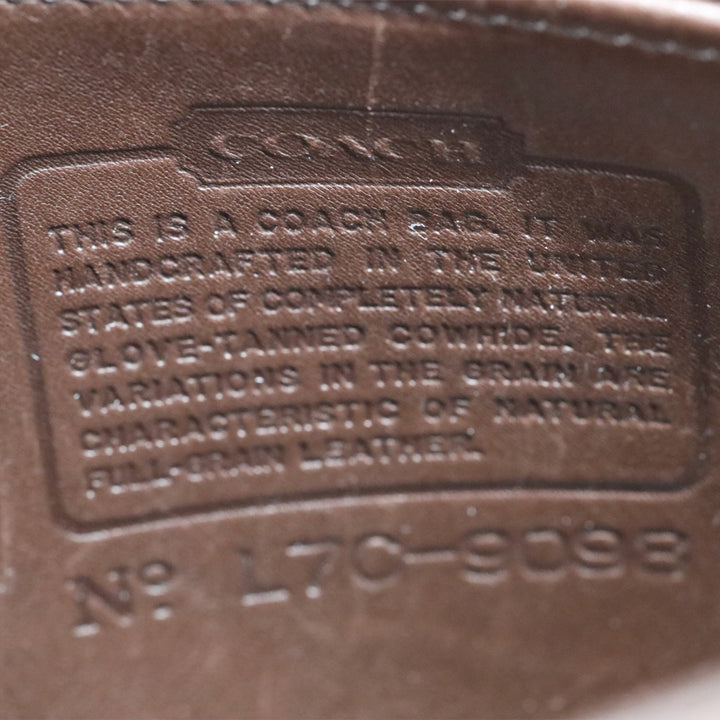 COACH
THIS IS A COACH BAG. IT WAS
HANDCRAFTED IN THE UNITED
STATES OF COMPLETELY NATURAL
GLOVE-TANNED COWHIDE. THE
VARIATIONS IN THE GRAIN ARE
CHARACTERISTIC OF NATURAL
FULL-GRAIN LEATHER.
Nº L7C-9098